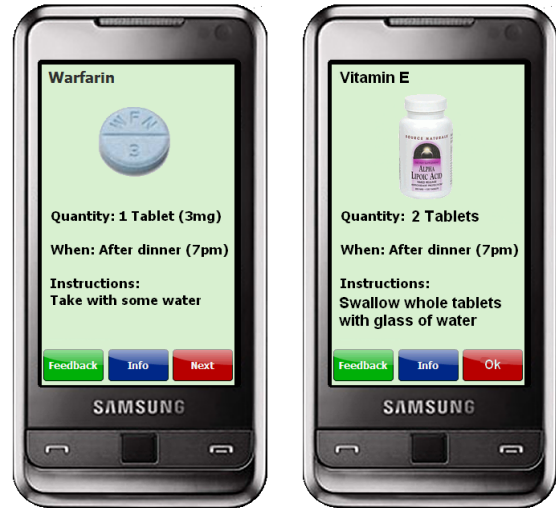 Warfarin
WFN
3
Quantity: 1 Tablet (3mg)
When: After dinner (7pm)
Instructions:
Take with some water
Feedback
Info
Next
SAMSUNG
Vitamin E
SOURCE NATURALS
ALPHA
LIPOIC ACID
Quantity: 2 Tablets
When: After dinner (7pm)
Instructions:
Swallow whole tablets
with glass of water
Feedback
Info
Ok
SAMSUNG